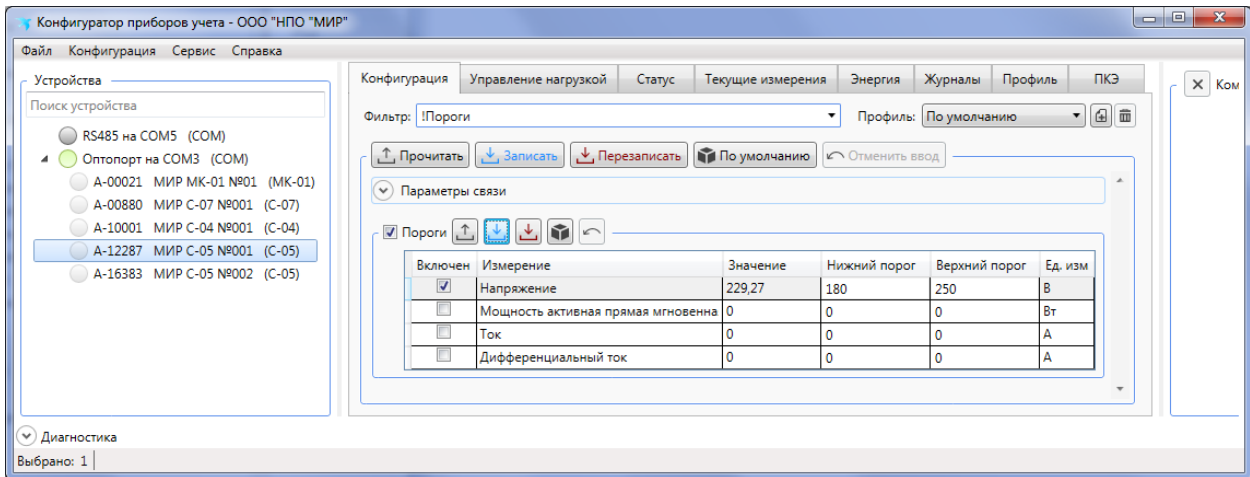 Конфигуратор приборов учета - ООО "НПО "МИР"
Файл Конфигурация Сервис Справка
Устройства
Поиск устройства
RS485 на COM5 (COM)
Оптопорт на COM3 (COM)
A-00021 МИР МК-01 №01 (МК-01)
A-00880 МИР С-07 №001 (С-07)
A-10001 МИР С-04 №001 (С-04)
A-12287 МИР С-05 №001 (С-05)
A-16383 МИР С-05 №002 (С-05)
Конфигурация Управление нагрузкой Статус Текущие измерения Энергия Журналы Профиль ПКЭ
Фильтр: !Пороги Профиль: По умолчанию
Прочитать Записать Перезаписать По умолчанию Отменить ввод
Параметры связи
Пороги
Включен Измерение Значение Нижний порог Верхний порог Ед. изм
Напряжение 229,27 180 250 В
Мощность активная прямая мгновенна 0 0 0 Вт
Ток 0 0 0 А
Дифференциальный ток 0 0 0 А
Ком
Диагностика
Выбрано: 1